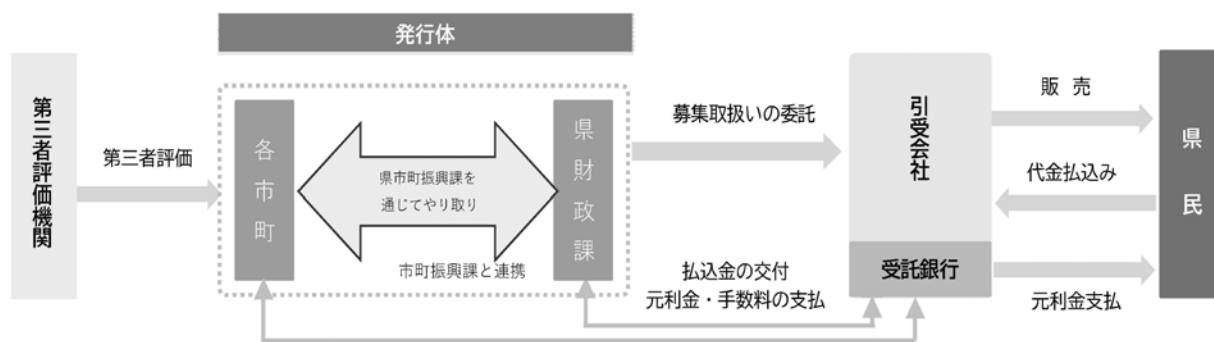 発行体
第三者評価機関
第三者評価
各市町
県市町振興課を
通じてやり取り
県財政課
市町振興課と連携
募集取扱いの委託
払込金の交付
元利金・手数料の支払
引受会社
受託銀行
販 売
代金払込み
元利金支払
県民